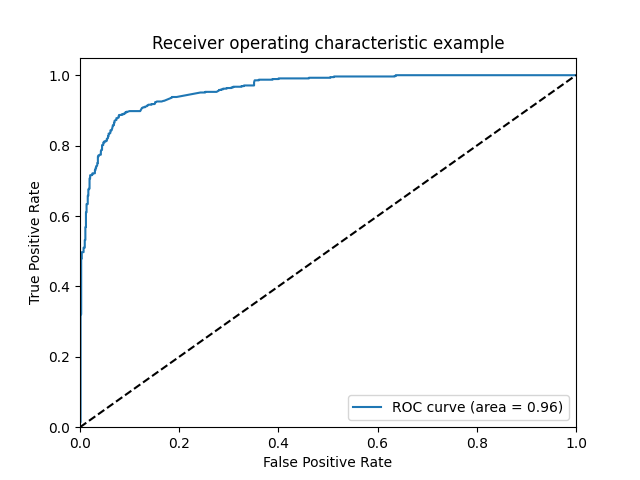 Receiver operating characteristic example
True Positive Rate
1.0
0.8
0.6
0.4
0.2
0.0
ROC curve (area = 0.96)
0.0 0.2 0.4 0.6 0.8 1.0
False Positive Rate